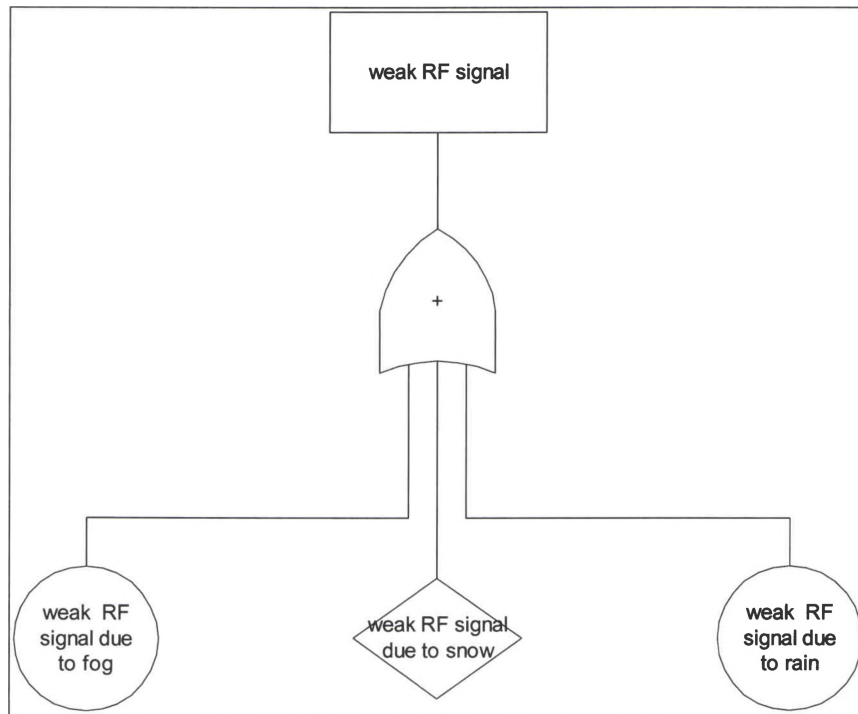 weak RF signal
+
weak RF
signal due
to fog
weak RF signal
due to snow
weak RF
signal due
to rain